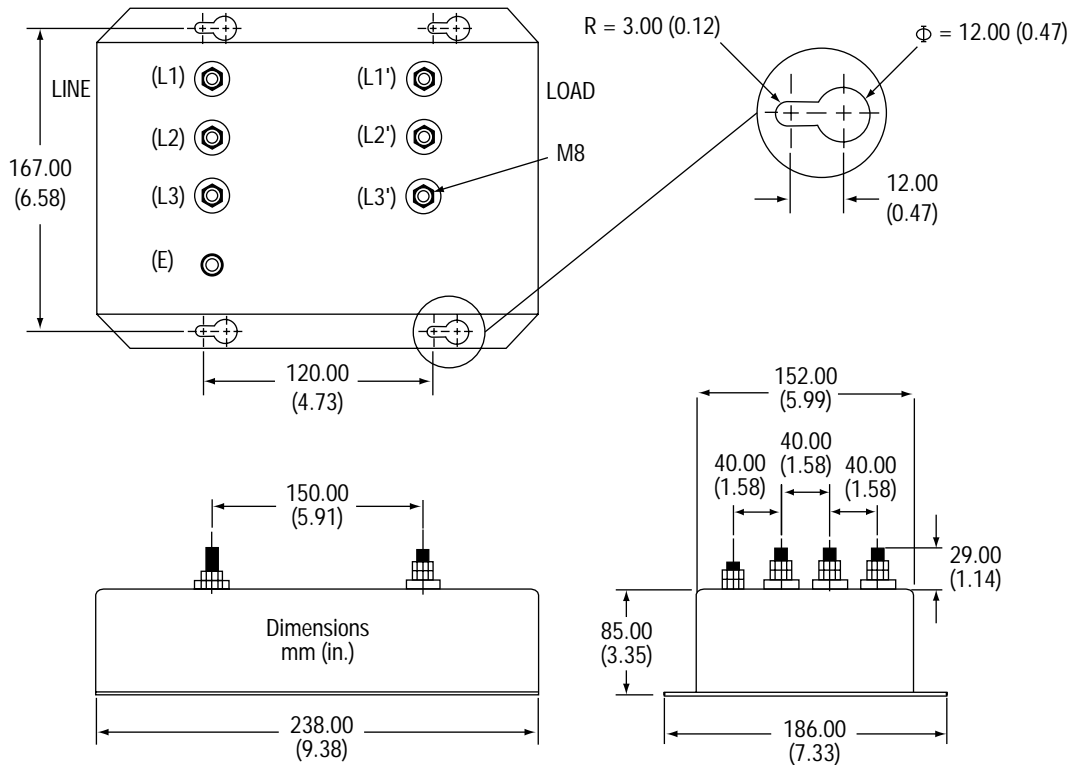 R = 3.00 (0.12)
Φ = 12.00 (0.47)
(L1)
(L1')
LINE
LOAD
(L2)
(L2')
M8
167.00
(6.58)
(L3)
(L3')
12.00
(0.47)
(E)
120.00
(4.73)
152.00
(5.99)
40.00
(1.58)
40.00
(1.58)
40.00
(1.58)
150.00
(5.91)
29.00
(1.14)
Dimensions
mm (in.)
85.00
(3.35)
238.00
(9.38)
186.00
(7.33)